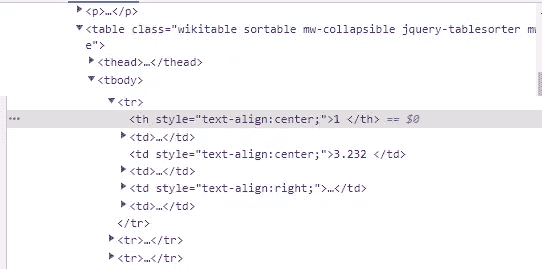 ▶<p>…</p>
▼<table class="wikitable sortable mw-collapsible jquery-tablesorter mw
e">
▶<thead>…</thead>
▼<tbody>
▼<tr>
… <th style="text-align:center;">1 </th> == $0
▶<td>…</td>
<td style="text-align:center;">3.232 </td>
▶<td>…</td>
▶<td style="text-align:right;">…</td>
▶<td>…</td>
</tr>
▶<tr>…</tr>
▶<tr>…</tr>